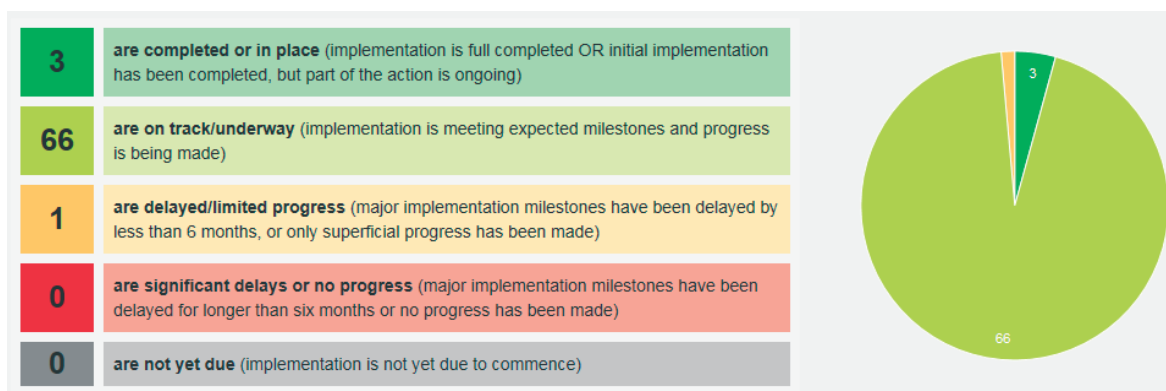 3
are completed or in place (implementation is full completed OR initial implementation
has been completed, but part of the action is ongoing)
66
are on track/underway (implementation is meeting expected milestones and progress
is being made)
1
are delayed/limited progress (major implementation milestones have been delayed by
less than 6 months, or only superficial progress has been made)
0
are significant delays or no progress (major implementation milestones have been
delayed for longer than six months or no progress has been made)
0
are not yet due (implementation is not yet due to commence)
3
66